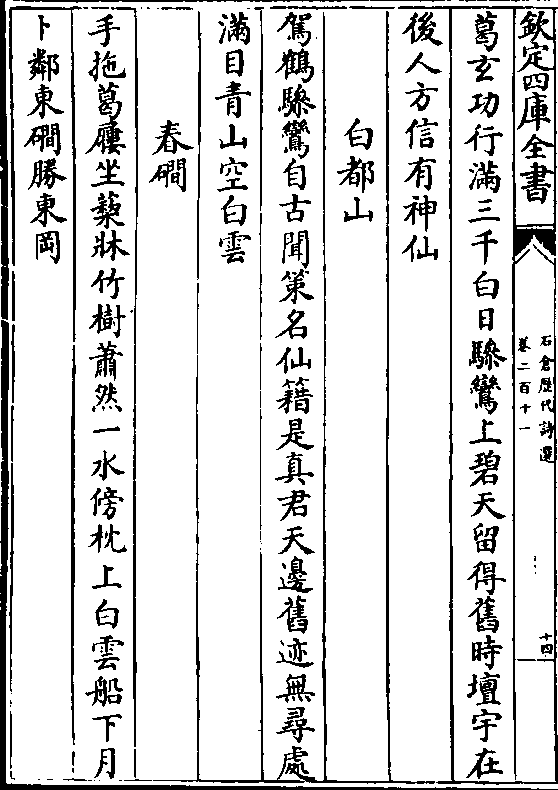 欽定四庫全書
石倉歷代詩選
卷二百十一
十四
葛玄功行滿三千白日驂鸞上碧天留得舊時壇宇在
後人方信有神仙
白都山
駕鶴驂鸞自古聞策名仙籍是真君天邊舊迹無尋處
滿目青山空白雲
春磵
手拖葛屨坐藜牀竹樹蕭然一水傍枕上白雲船下月
卜鄰東磵勝東岡